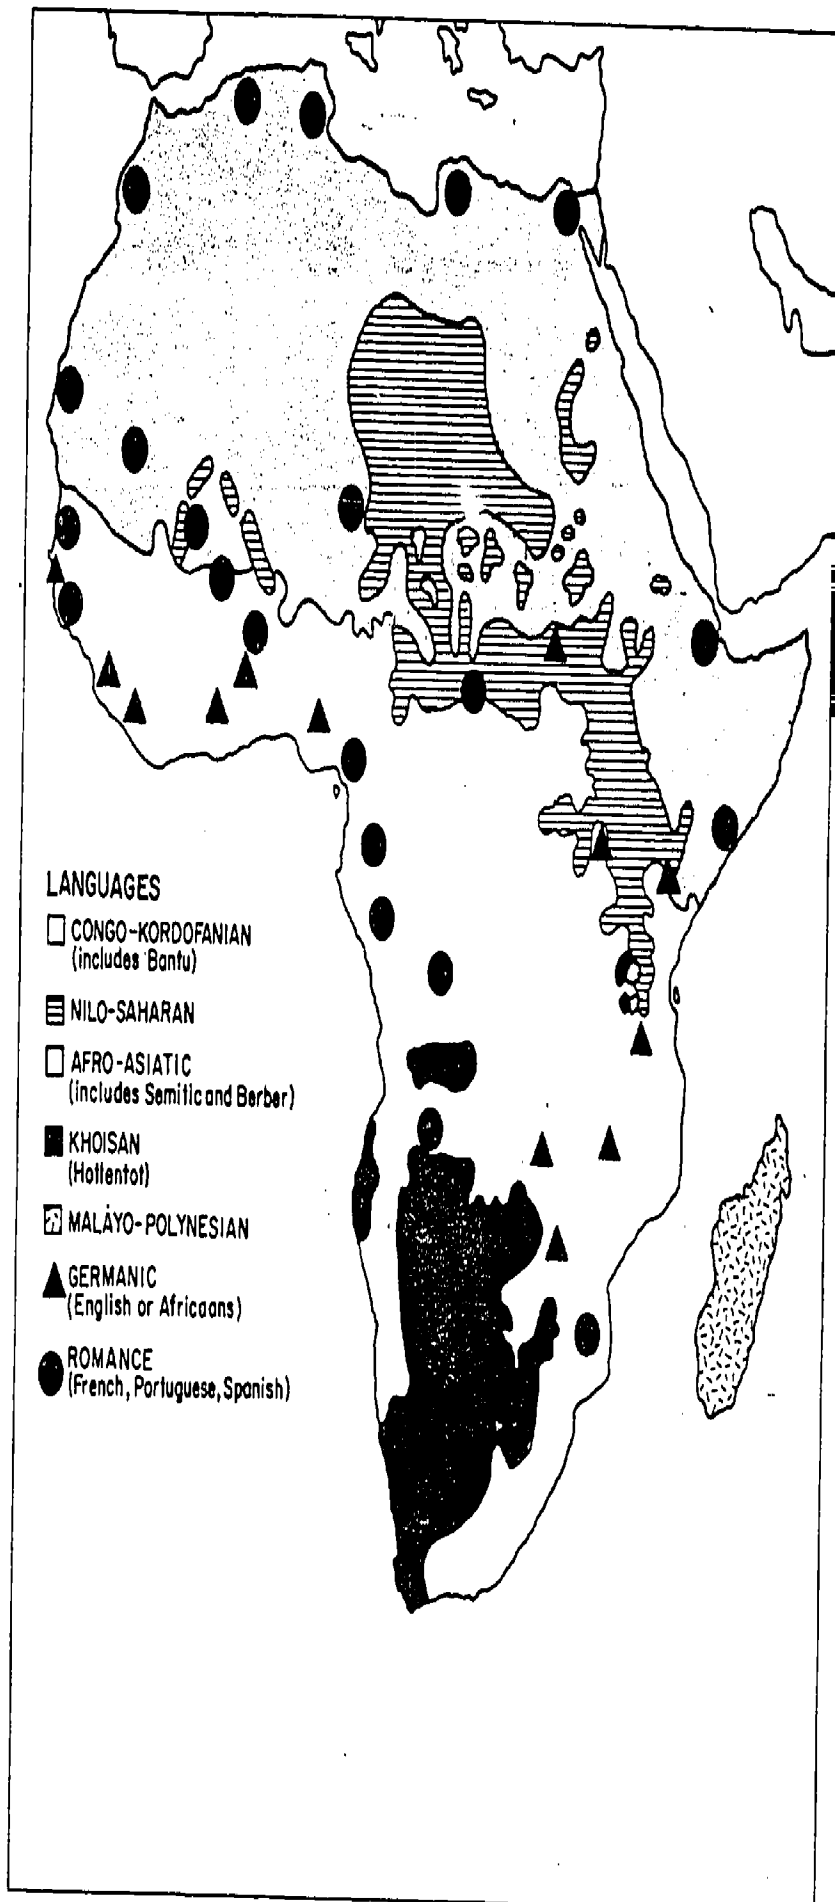 LANGUAGES
CONGO-KORDOFANIAN
(includes Bantu)
NILO-SAHARAN
AFRO-ASIATIC
(includes Semitic and Berber)
KHOISAN
(Hottentot)
MALAYO-POLYNESIAN
GERMANIC
(English or Africaans)
ROMANCE
(French, Portuguese, Spanish)